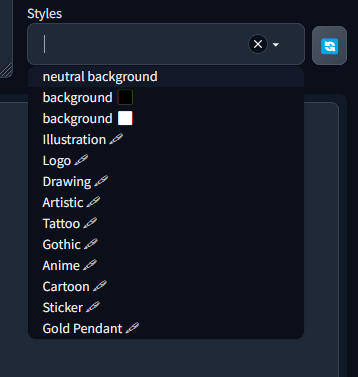 Styles
neutral background
background ⬛
background ⬜
Illustration 🖋
Logo 🖋
Drawing 🖋
Artistic 🖋
Tattoo 🖋
Gothic 🖋
Anime 🖋
Cartoon 🖋
Sticker 🖋
Gold Pendant 🖋